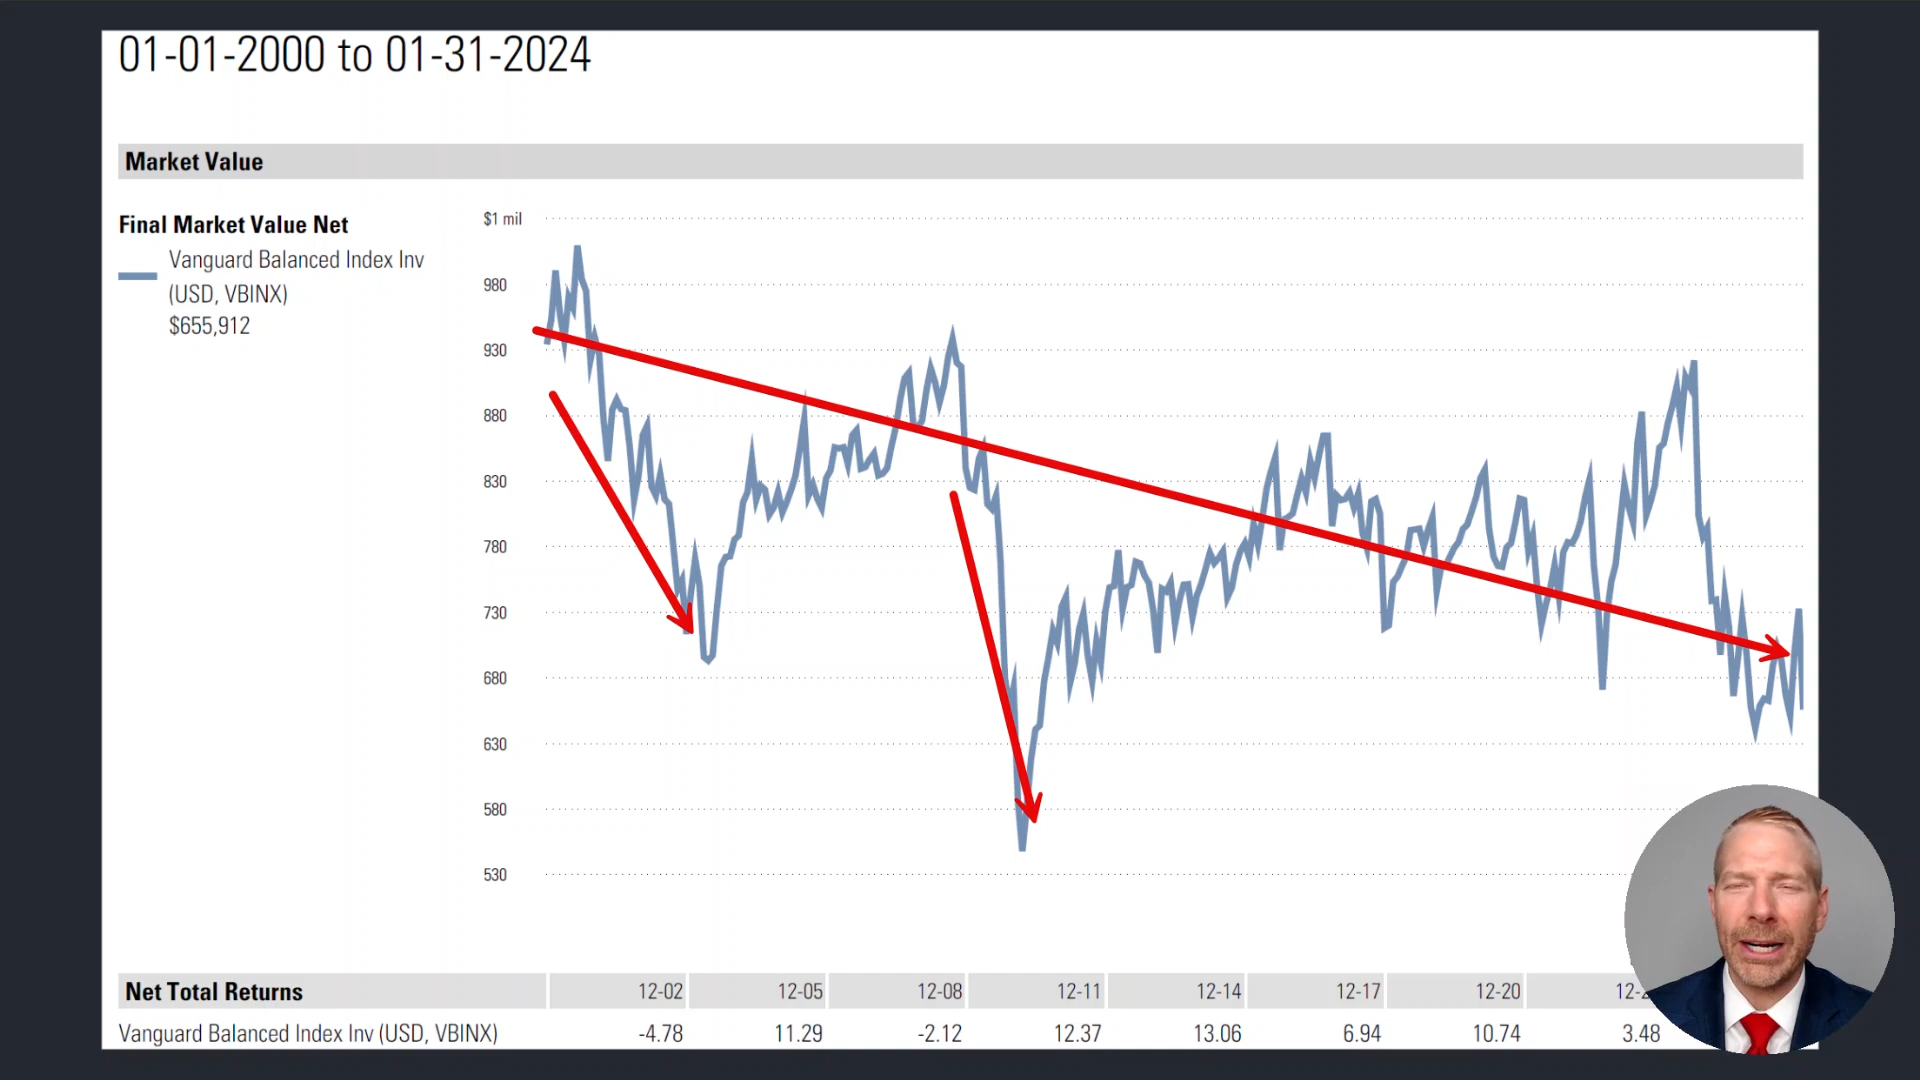 01-01-2000 to 01-31-2024
Market Value
Final Market Value Net
Vanguard Balanced Index Inv
(USD, VBINX)
$655,912
$1 mil
980
930
880
830
780
730
680
630
580
530
Net Total Returns 12-02 12-05 12-08 12-11 12-14 12-17 12-20
Vanguard Balanced Index Inv (USD, VBINX) -4.78 11.29 -2.12 12.37 13.06 6.94 10.74 3.48